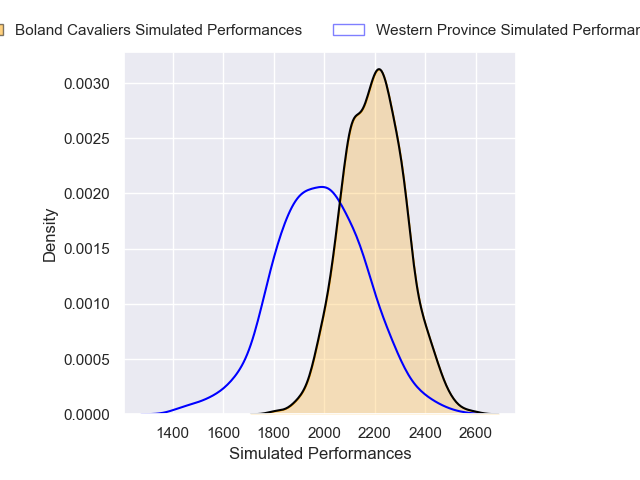 Boland Cavaliers Simulated Performances
Western Province Simulated Performar
0.0030
0.0025
0.0020
0.0015
0.0010
0.0005
0.0000
Density
1400 1600 1800 2000 2200 2400 2600
Simulated Performances